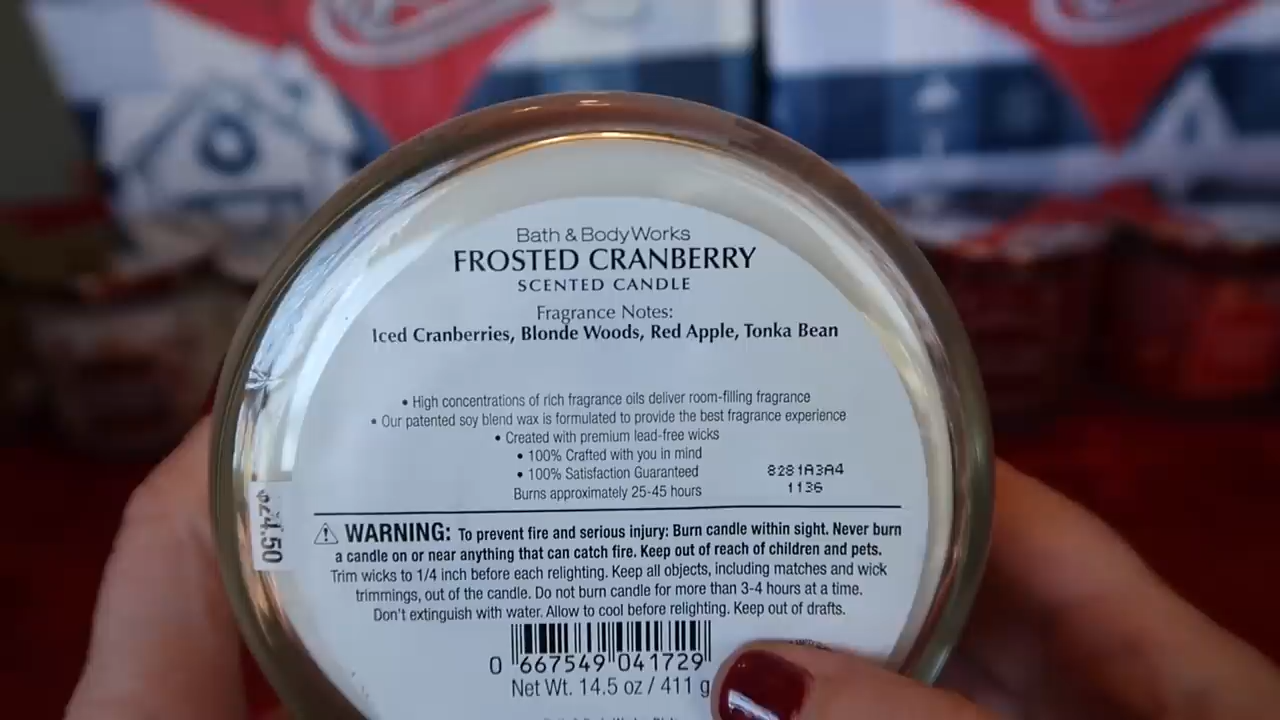 Bath & Body Works
FROSTED CRANBERRY
SCENTED CANDLE
Fragrance Notes:
Iced Cranberries, Blonde Woods, Red Apple, Tonka Bean
• High concentrations of rich fragrance oils deliver room-filling fragrance
• Our patented soy blend wax is formulated to provide the best fragrance experience
• Created with premium lead-free wicks
• 100% Crafted with you in mind
• 100% Satisfaction Guaranteed
8281A3A4
Burns approximately 25-45 hours
1136
$24.50
⚠ WARNING: To prevent fire and serious injury: Burn candle within sight. Never burn
a candle on or near anything that can catch fire. Keep out of reach of children and pets.
Trim wicks to 1/4 inch before each relighting. Keep all objects, including matches and wick
trimmings, out of the candle. Do not burn candle for more than 3-4 hours at a time.
Don't extinguish with water. Allow to cool before relighting. Keep out of drafts.
0 667549 041729
Net Wt. 14.5 oz / 411 g